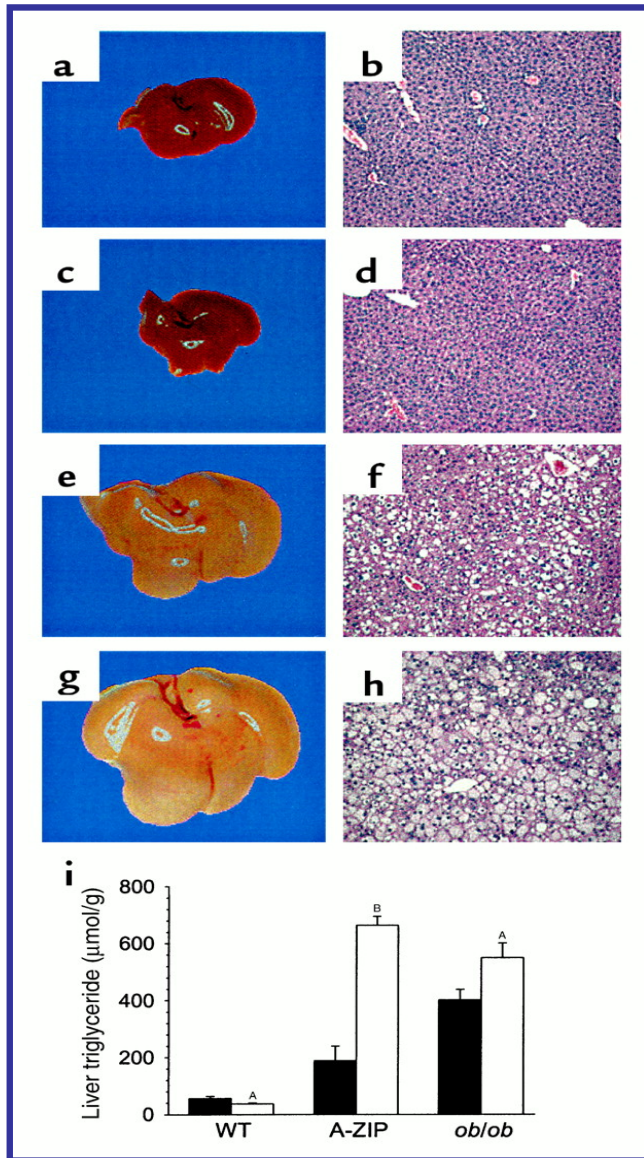 a
b
c
d
e
f
g
h
i
Liver triglyceride (μmol/g)
800
600
400
200
0
A
B
A
WT
A-ZIP
ob/ob